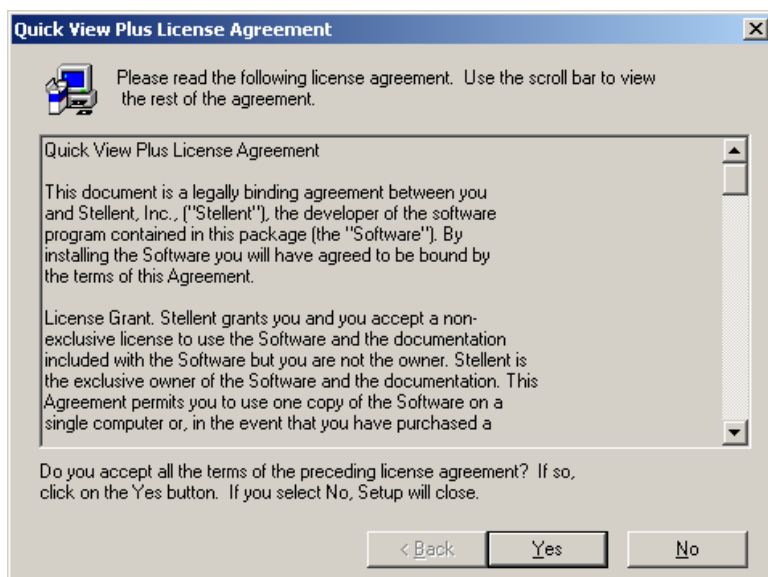 Quick View Plus License Agreement
Please read the following license agreement.  Use the scroll bar to view
the rest of the agreement.
Quick View Plus License Agreement
This document is a legally binding agreement between you
and Stellent, Inc., ("Stellent"), the developer of the software
program contained in this package (the "Software"). By
installing the Software you will have agreed to be bound by
the terms of this Agreement.
License Grant. Stellent grants you and you accept a non-
exclusive license to use the Software and the documentation
included with the Software but you are not the owner. Stellent is
the exclusive owner of the Software and the documentation. This
Agreement permits you to use one copy of the Software on a
single computer or, in the event that you have purchased a
Do you accept all the terms of the preceding license agreement?  If so,
click on the Yes button.  If you select No, Setup will close.
< Back
Yes
No